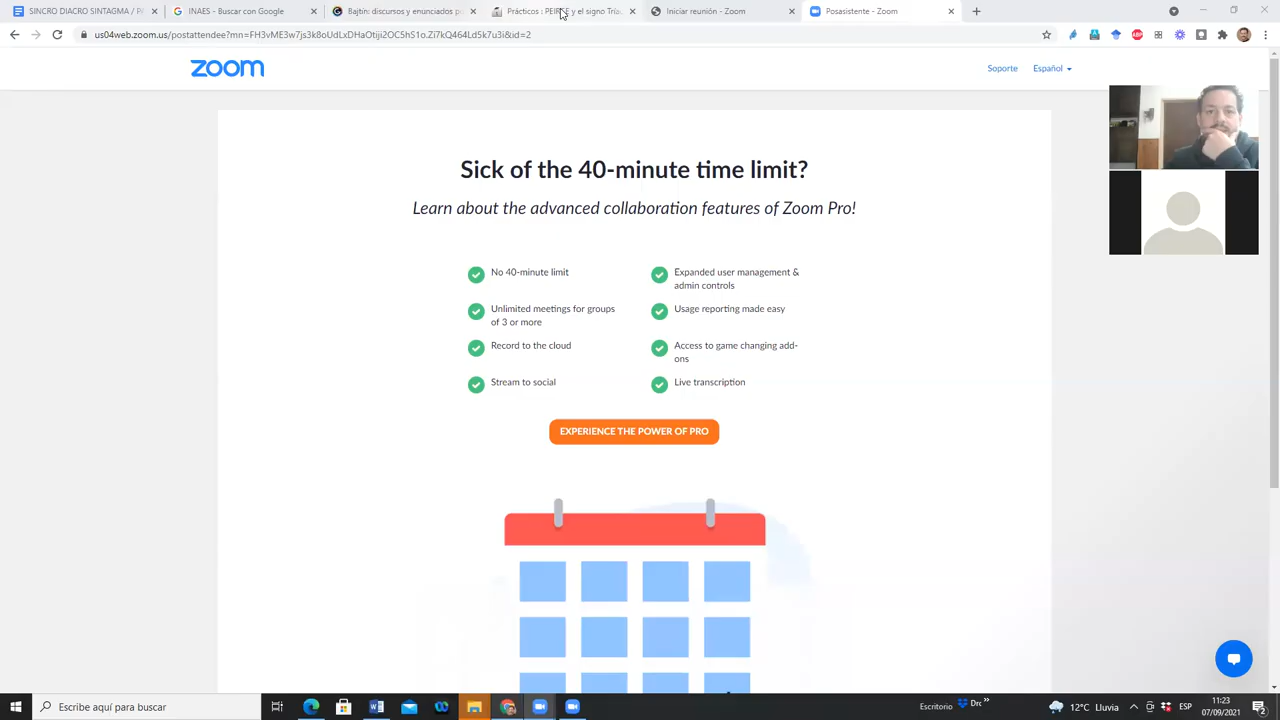 SINCRO DIACRO SINTAGMA / P
INAES - Buscar con Google
Bajtin: discursos y enunciados p
Prácticos : PEIRCE y el signo Tria
Iniciar reunión - Zoom
Posasistente - Zoom
us04web.zoom.us/postattendee?mn=FH3vME3w7js3k8oUdLxDHaOtiji2OC5hS1o.Zi7kQ464Ld5k7u3i&id=2
zoom
Soporte
Español
Sick of the 40-minute time limit?
Learn about the advanced collaboration features of Zoom Pro!
No 40-minute limit
Expanded user management &
admin controls
Unlimited meetings for groups
of 3 or more
Usage reporting made easy
Record to the cloud
Access to game changing add-
ons
Stream to social
Live transcription
EXPERIENCE THE POWER OF PRO
Escribe aquí para buscar
Escritorio
Drc
12°C Lluvia
ESP
11:23
07/09/2021
2